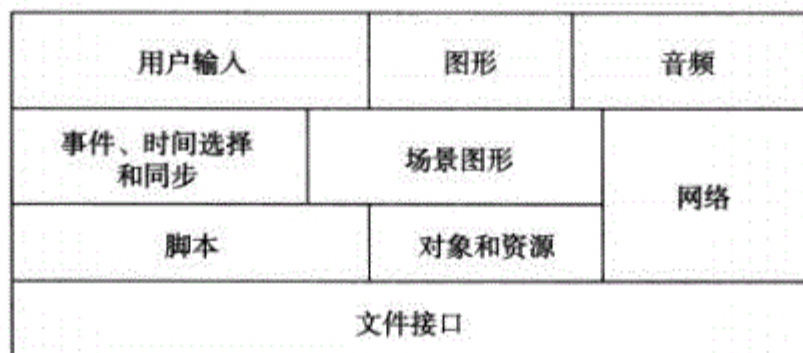 用户输入
图形
音频
事件、时间选择
和同步
场景图形
网络
脚本
对象和资源
文件接口